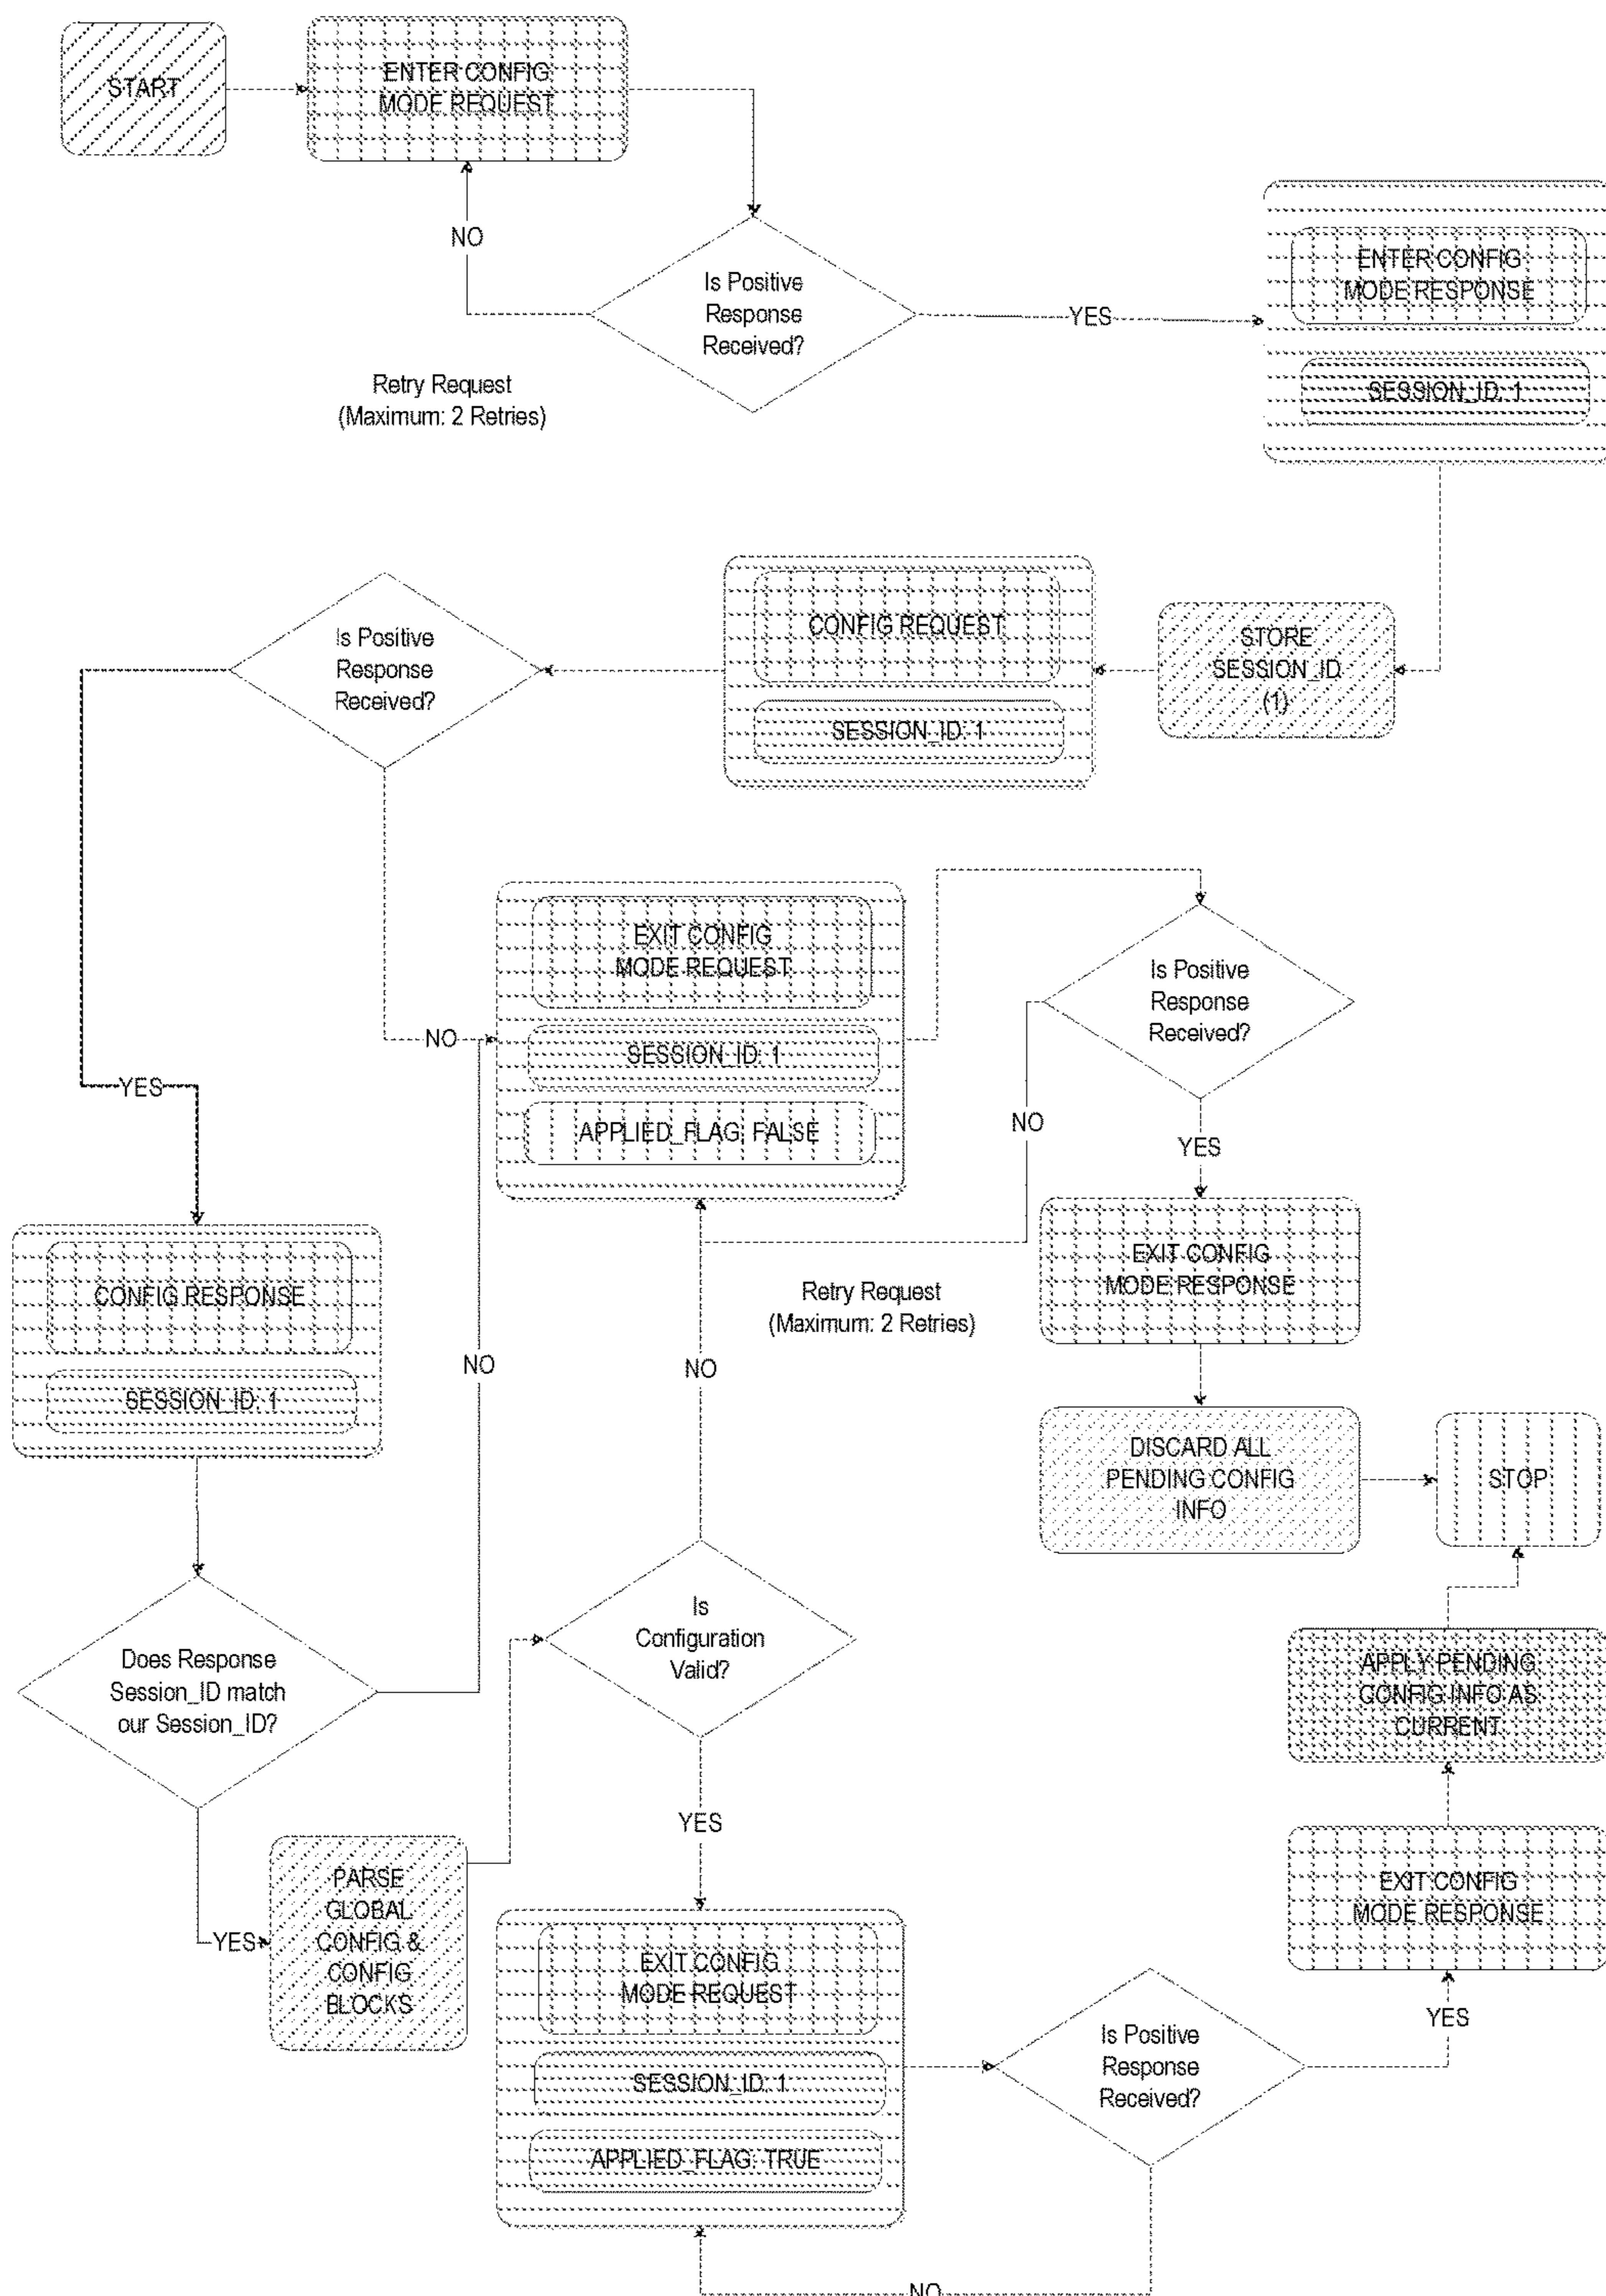 START
ENTER CONFIG
MODE REQUEST
NO
Is Positive
Response
Received?
YES
ENTER CONFIG
MODE RESPONSE
SESSION_ID: 1
Retry Request
(Maximum: 2 Retries)
Is Positive
Response
Received?
CONFIG REQUEST
SESSION_ID: 1
STORE
SESSION_ID
(1)
EXIT CONFIG
MODE REQUEST
SESSION_ID: 1
APPLIED_FLAG: FALSE
Is Positive
Response
Received?
NO
YES
NO
YES
CONFIG RESPONSE
SESSION_ID: 1
EXIT CONFIG
MODE RESPONSE
Retry Request
(Maximum: 2 Retries)
NO
NO
DISCARD ALL
PENDING CONFIG
INFO
STOP
Does Response
Session_ID match
our Session_ID?
Is
Configuration
Valid?
APPLY PENDING
CONFIG INFO AS
CURRENT
YES
YES
PARSE
GLOBAL
CONFIG &
CONFIG
BLOCKS
EXIT CONFIG
MODE RESPONSE
EXIT CONFIG
MODE REQUEST
SESSION_ID: 1
APPLIED_FLAG: TRUE
Is Positive
Response
Received?
YES
NO